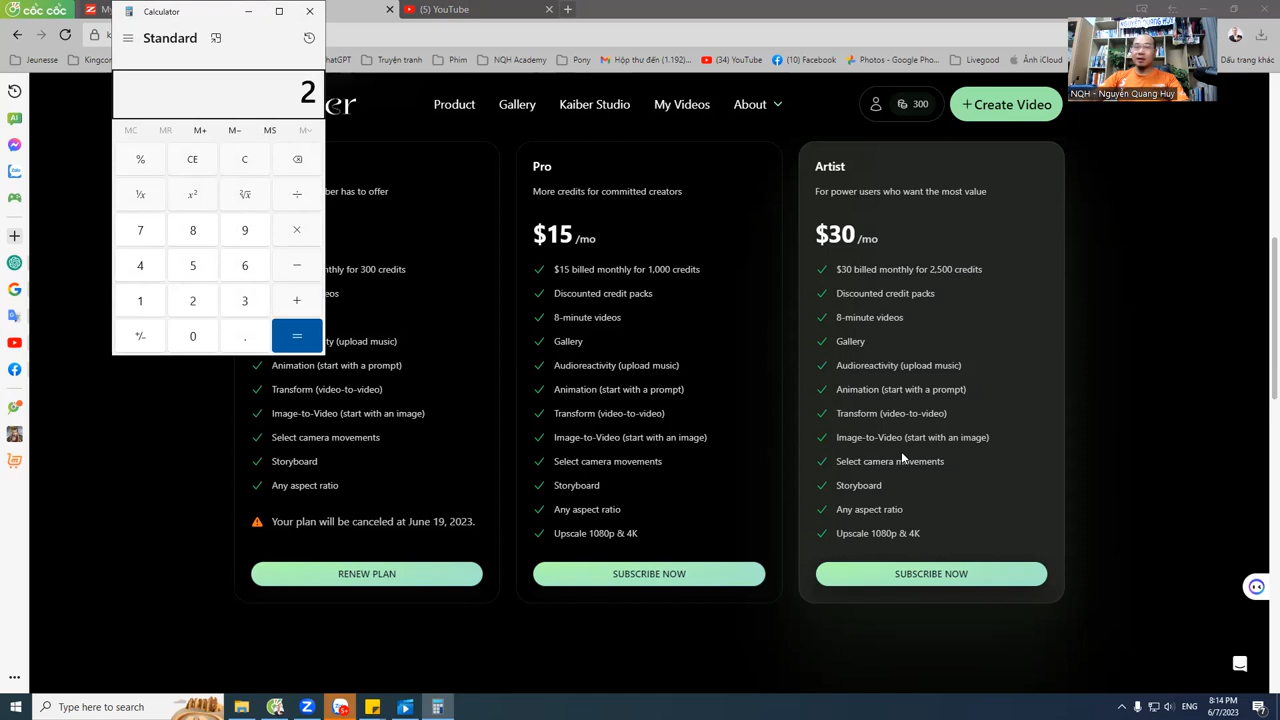 cốc cốc
Calculator
(5) YouTube
Jeunesse
ChatGPT
Truyện tranh
Phim
NQH Academy
Pony
Hộp thư đến (1.192)...
(34) YouTube
(10) Facebook
Livegood
Photos - Google Pho...
Ảnh iCloud
Dấu trang khác
NQH - Nguyễn Quang Huy
Standard
2
MC MR M+ M− MS M˅
% CE C
¹/x x² ²√x ÷
7 8 9 ×
4 5 6 −
1 2 3 +
+/− 0 . =
er
Product
Gallery
Kaiber Studio
My Videos
About
300
+ Create Video
ber has to offer
nthly for 300 credits
eos
ty (upload music)
Animation (start with a prompt)
Transform (video-to-video)
Image-to-Video (start with an image)
Select camera movements
Storyboard
Any aspect ratio
Your plan will be canceled at June 19, 2023.
RENEW PLAN
Pro
More credits for committed creators
$15 /mo
$15 billed monthly for 1,000 credits
Discounted credit packs
8-minute videos
Gallery
Audioreactivity (upload music)
Animation (start with a prompt)
Transform (video-to-video)
Image-to-Video (start with an image)
Select camera movements
Storyboard
Any aspect ratio
Upscale 1080p & 4K
SUBSCRIBE NOW
Artist
For power users who want the most value
$30 /mo
$30 billed monthly for 2,500 credits
Discounted credit packs
8-minute videos
Gallery
Audioreactivity (upload music)
Animation (start with a prompt)
Transform (video-to-video)
Image-to-Video (start with an image)
Select camera movements
Storyboard
Any aspect ratio
Upscale 1080p & 4K
SUBSCRIBE NOW
Type here to search
ENG
8:14 PM
6/7/2023